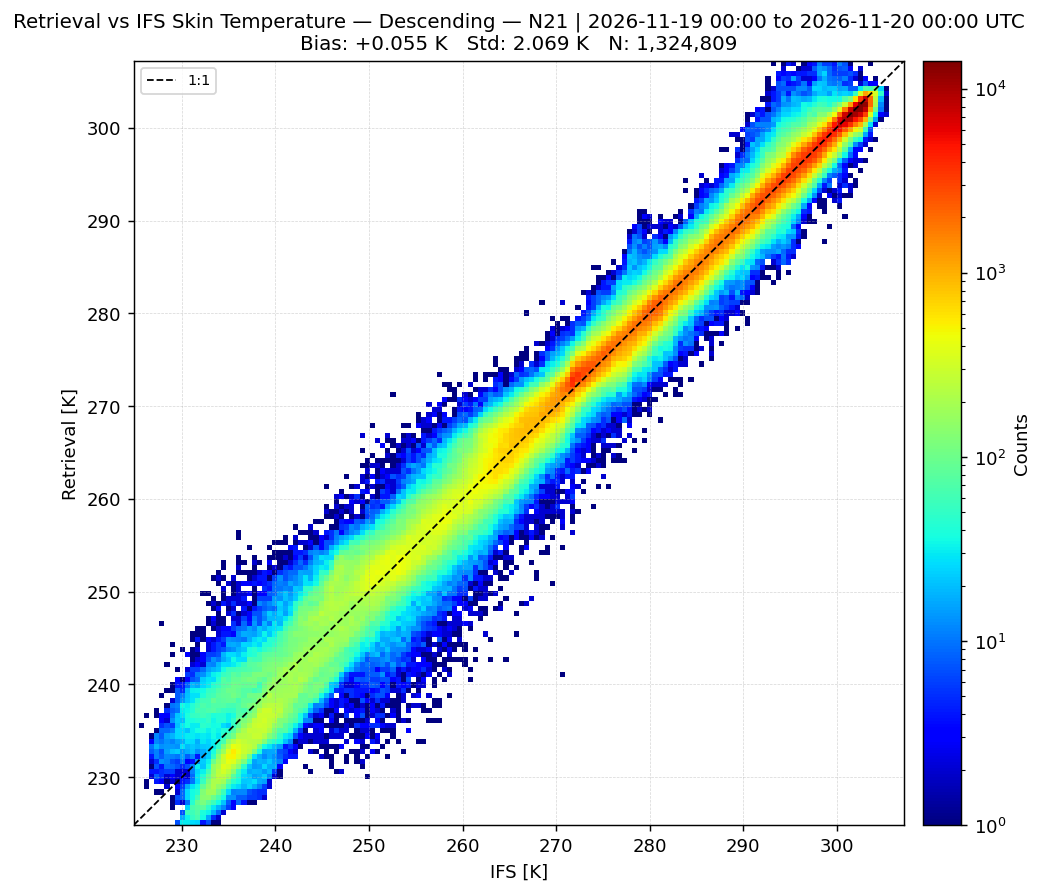 Retrieval vs IFS Skin Temperature — Descending — N21 | 2026-11-19 00:00 to 2026-11-20 00:00 UTC
Bias: +0.055 K   Std: 2.069 K   N: 1,324,809
1:1
300
290
280
270
260
250
240
230
Retrieval [K]
230 240 250 260 270 280 290 300
IFS [K]
10^4
10^3
10^2
10^1
10^0
Counts